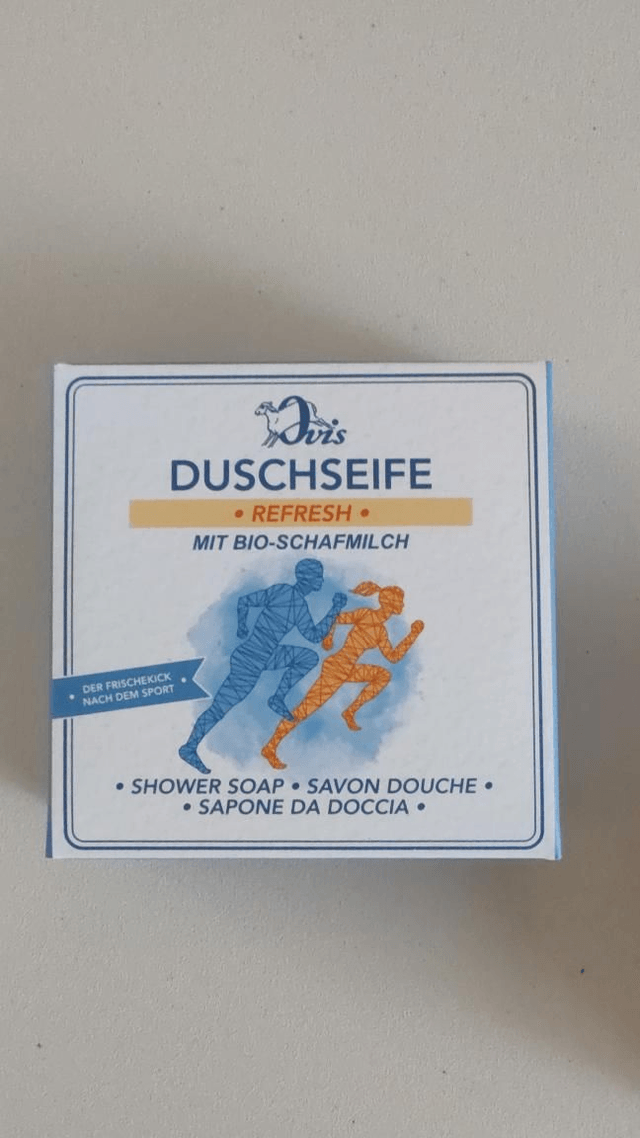 Ovis
DUSCHSEIFE
• REFRESH •
MIT BIO-SCHAFMILCH
• DER FRISCHEKICK •
NACH DEM SPORT
• SHOWER SOAP • SAVON DOUCHE •
• SAPONE DA DOCCIA •